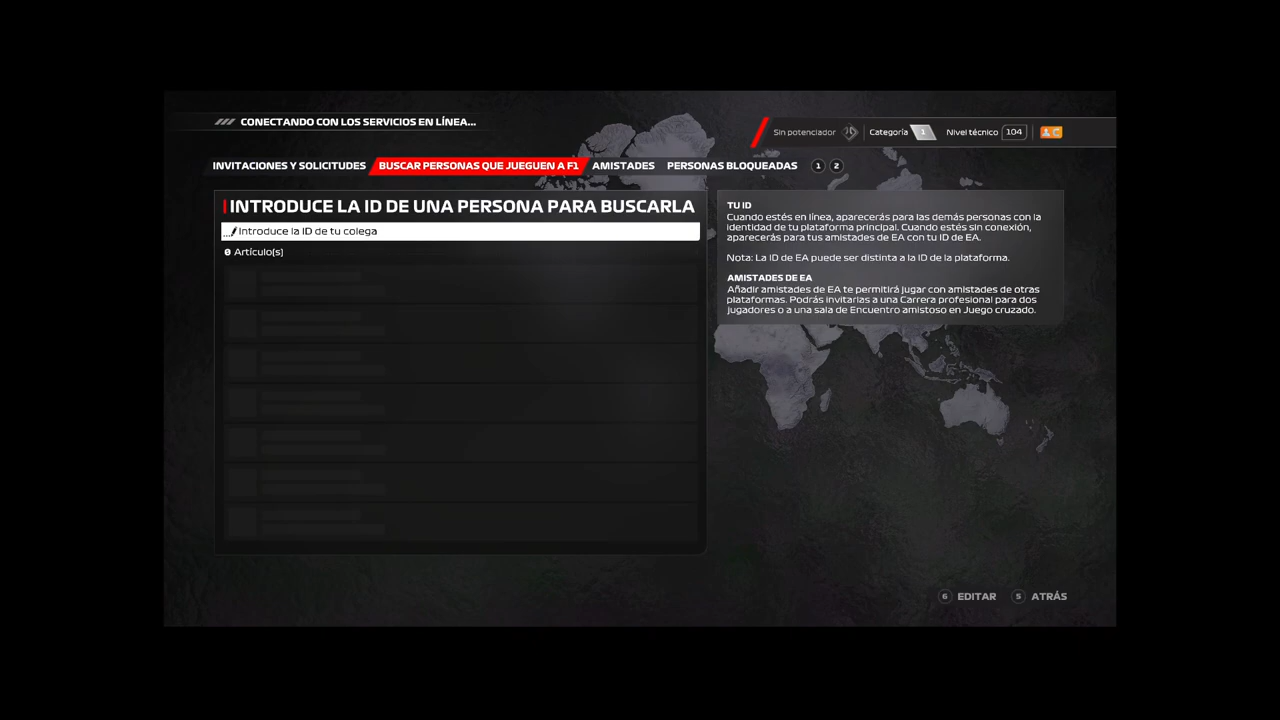 CONECTANDO CON LOS SERVICIOS EN LÍNEA...
Sin potenciador Categoría 1 Nivel técnico 104
INVITACIONES Y SOLICITUDES BUSCAR PERSONAS QUE JUEGUEN A F1 AMISTADES PERSONAS BLOQUEADAS 1 2
INTRODUCE LA ID DE UNA PERSONA PARA BUSCARLA
Introduce la ID de tu colega
0 Artículo(s)
TU ID
Cuando estés en línea, aparecerás para las demás personas con la
identidad de tu plataforma principal. Cuando estés sin conexión,
aparecerás para tus amistades de EA con tu ID de EA.
Nota: La ID de EA puede ser distinta a la ID de la plataforma.
AMISTADES DE EA
Añadir amistades de EA te permitirá jugar con amistades de otras
plataformas. Podrás invitarlas a una Carrera profesional para dos
jugadores o a una sala de Encuentro amistoso en Juego cruzado.
6 EDITAR 5 ATRÁS